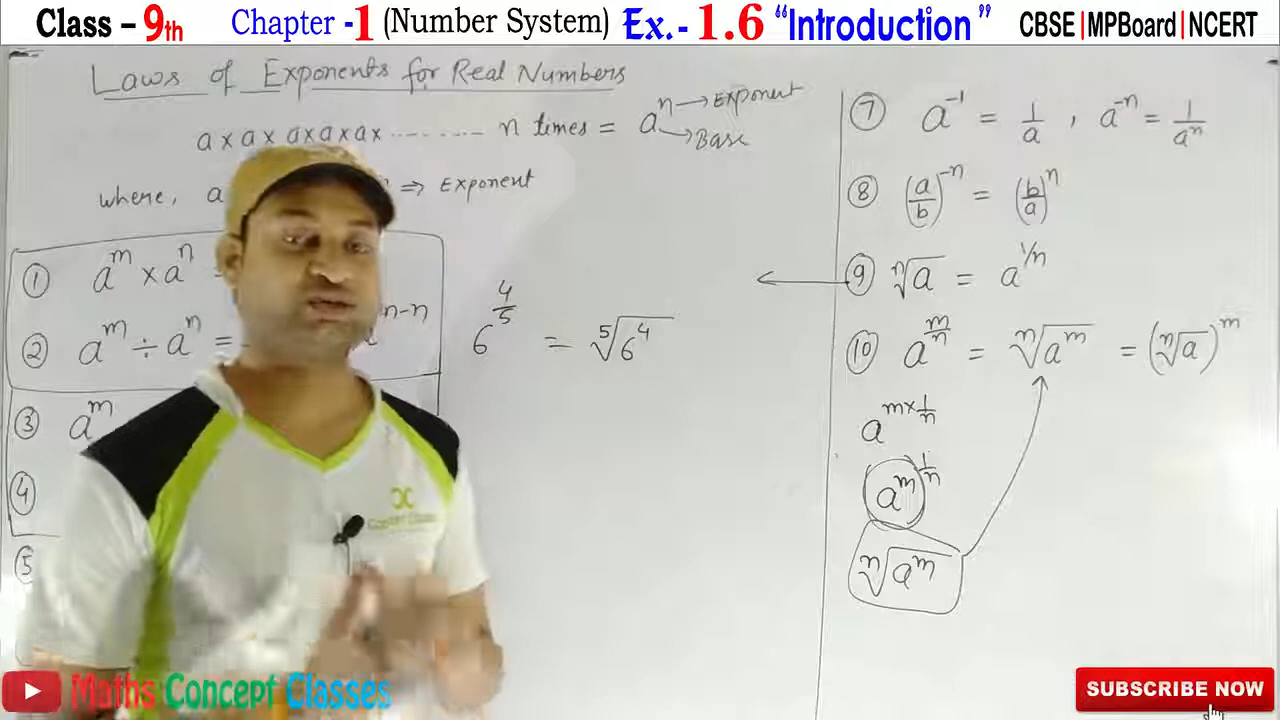 Class – 9th Chapter -1 (Number System) Ex.- 1.6 “Introduction” CBSE |MPBoard|NCERT
Laws of Exponents for Real Numbers
a x a x a x a x a x ......... n times = a^n → Exponent
→ Base
where, a ⇒ Exponent
① a^m x a^n
② a^m ÷ a^n =
③ a^m
④
⑤
6^(4/5) = ⁵√(6^4)
⑦ a^-1 = 1/a , a^-n = 1/a^n
⑧ (a/b)^-n = (b/a)^n
⑨ ⁿ√a = a^(1/n)
⑩ a^(m/n) = ⁿ√(a^m) = (ⁿ√a)^m
a^(m×1/n)
(a^m)^(1/n)
ⁿ√(a^m)
Maths Concept Classes
SUBSCRIBE NOW